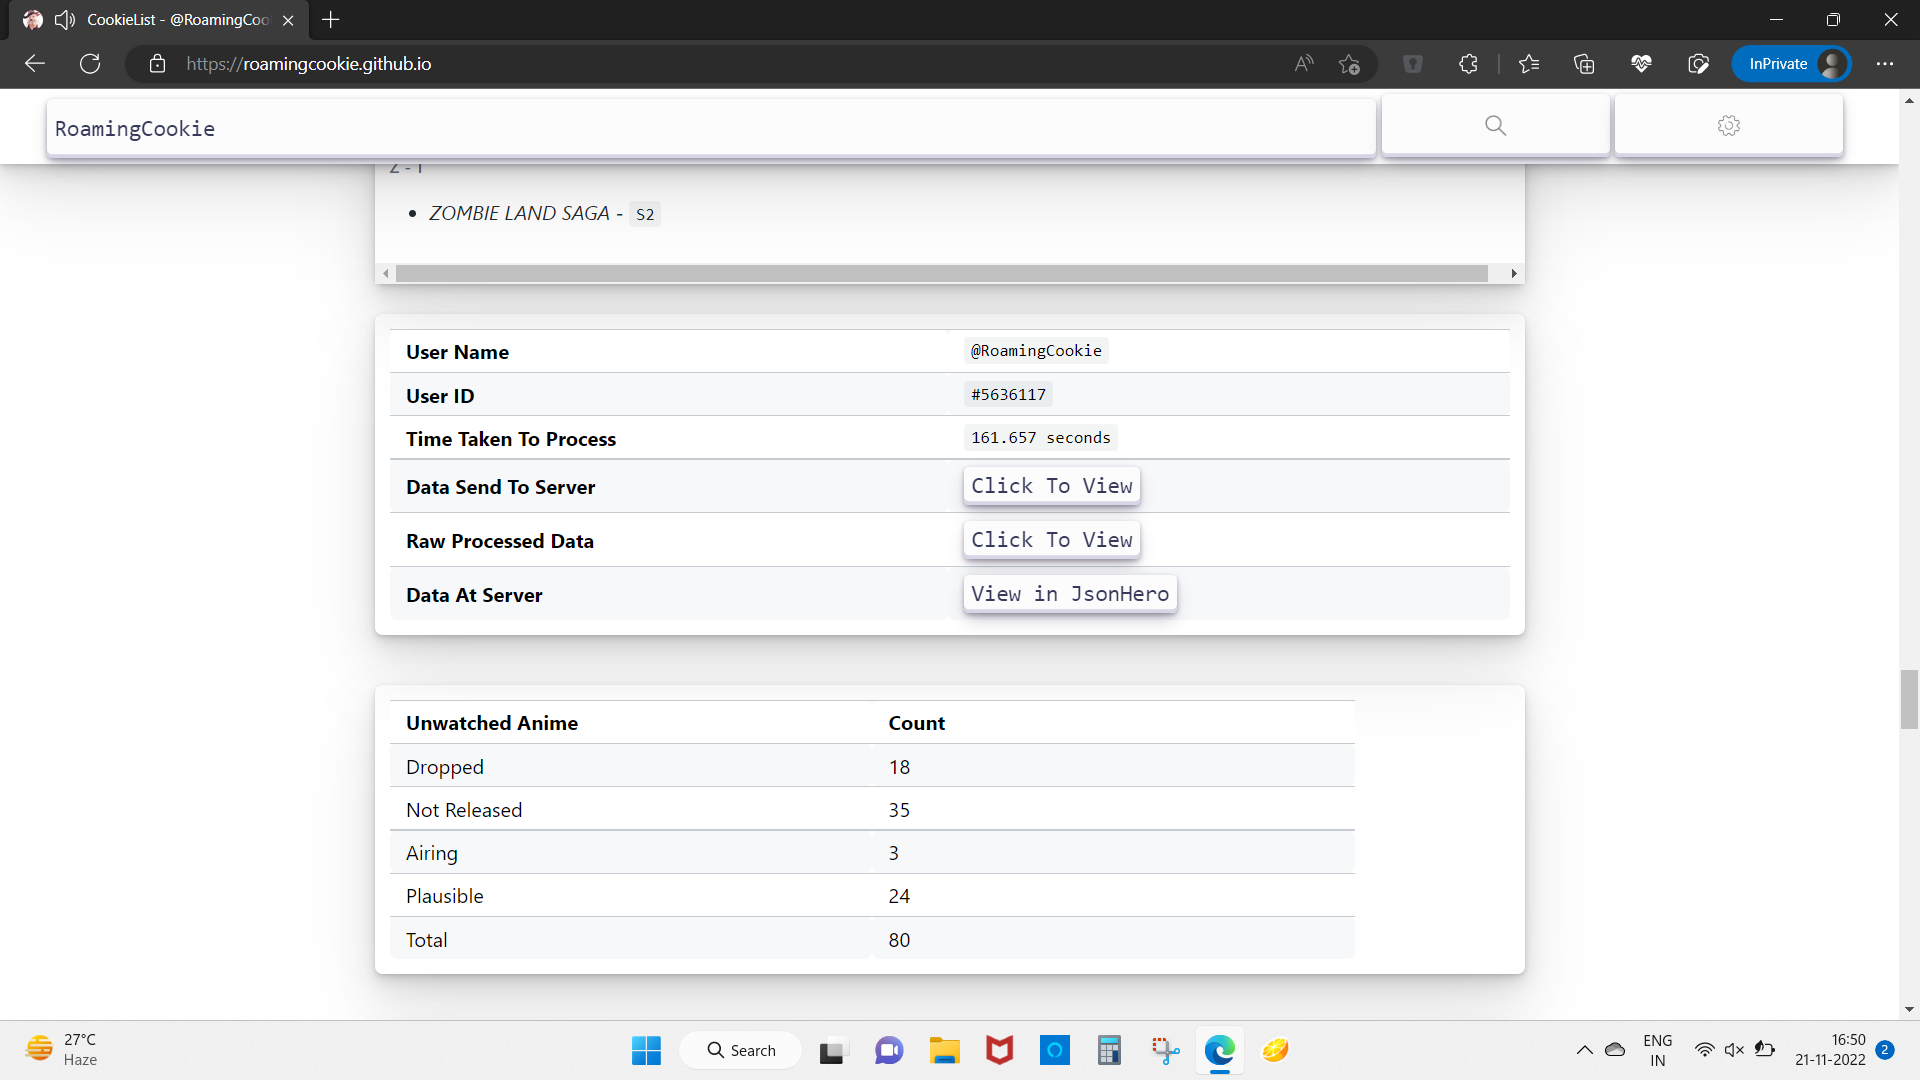 CookieList - @RoamingCoo
https://roamingcookie.github.io
InPrivate
RoamingCookie
Z - 1
• ZOMBIE LAND SAGA - S2
User Name @RoamingCookie
User ID #5636117
Time Taken To Process 161.657 seconds
Data Send To Server Click To View
Raw Processed Data Click To View
Data At Server View in JsonHero
Unwatched Anime Count
Dropped 18
Not Released 35
Airing 3
Plausible 24
Total 80
27°C
Haze
Search
ENG
IN
16:50
21-11-2022
2